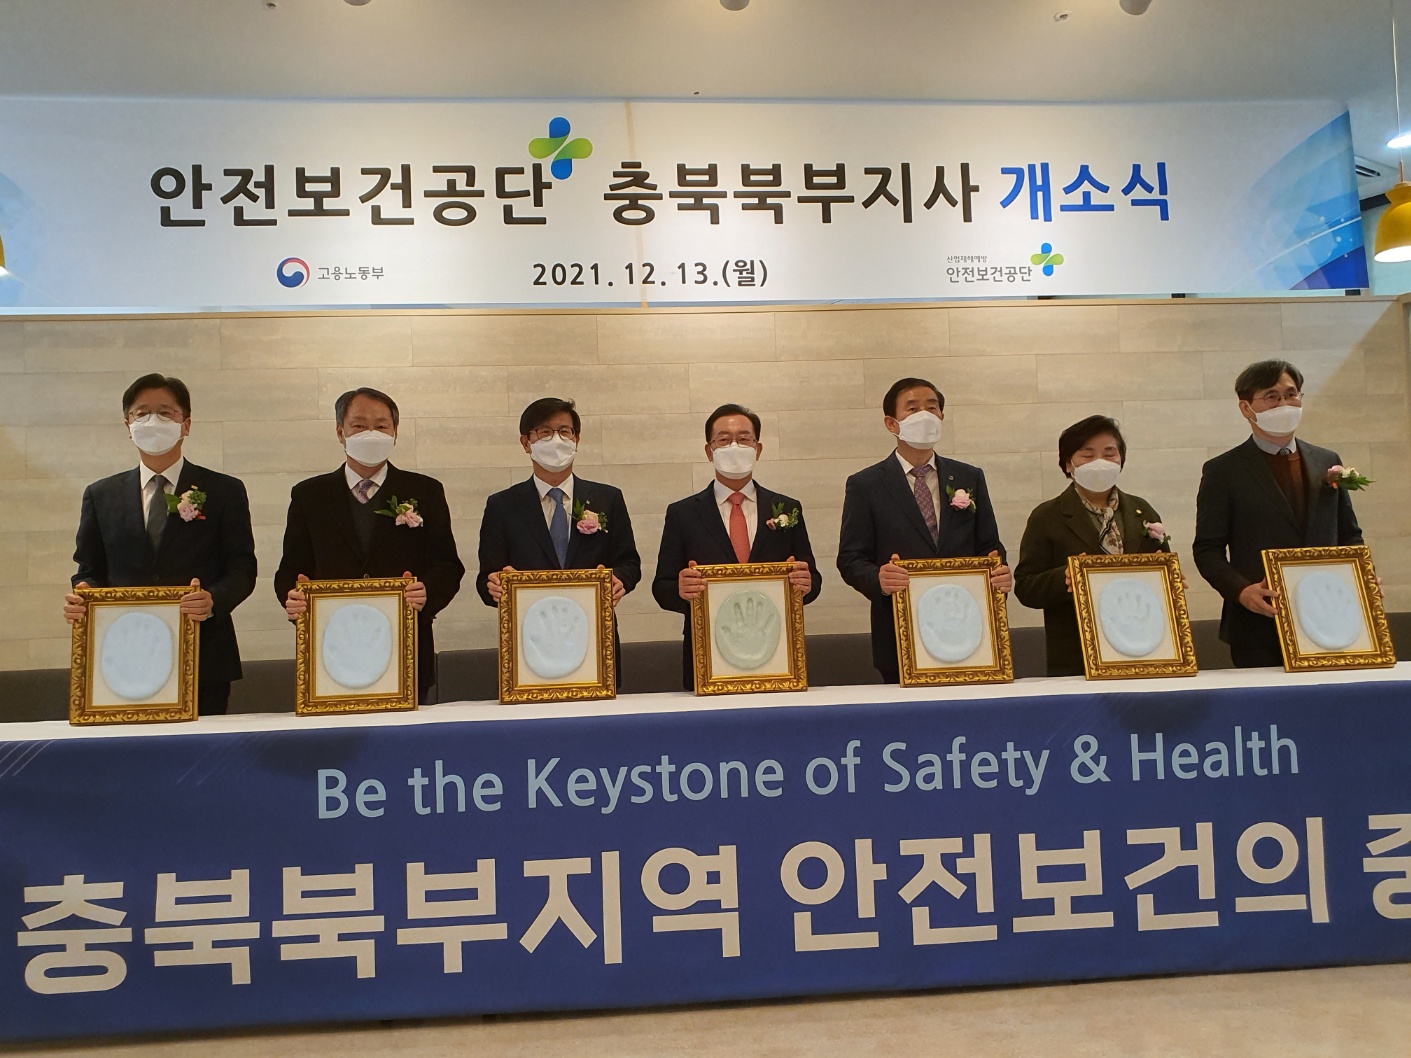 안전보건공단 충북북부지사 개소식
고용노동부
2021. 12. 13.(월)
산업재해예방
안전보건공단
Be the Keystone of Safety & Health
충북북부지역 안전보건의